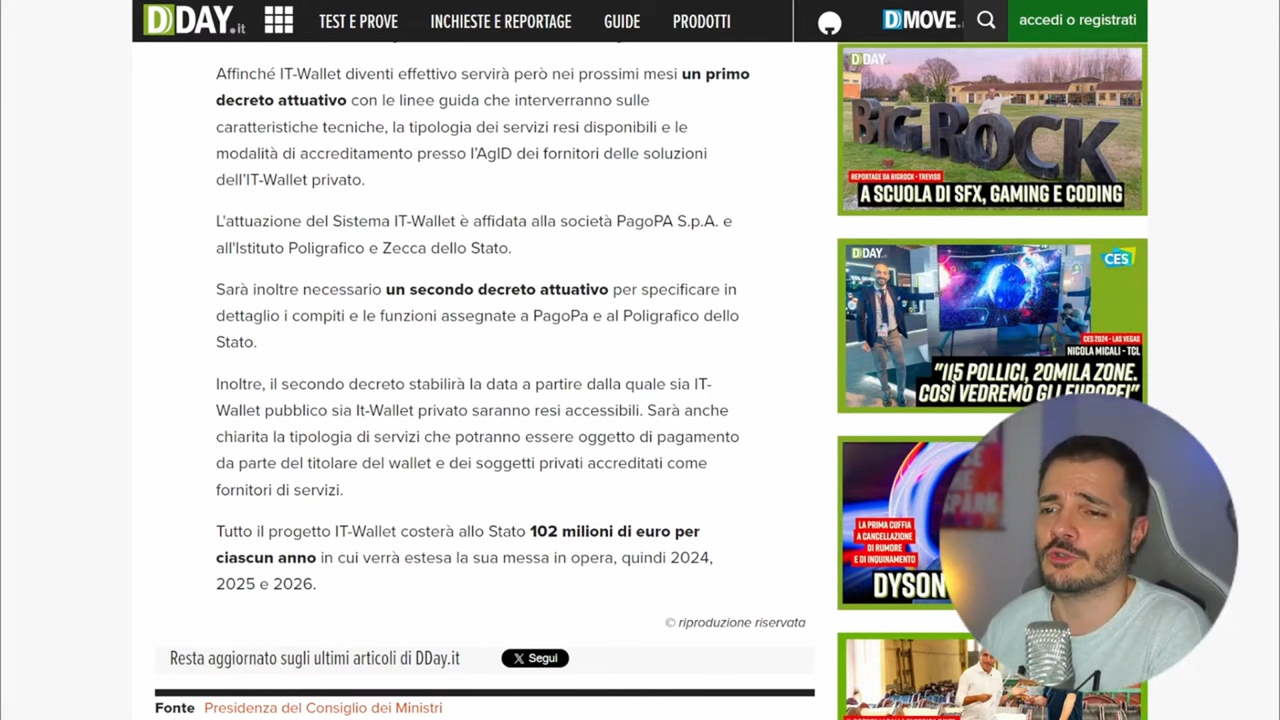 DDAY.it
TEST E PROVE
INCHIESTE E REPORTAGE
GUIDE
PRODOTTI
DMOVE.
accedi o registrati
Affinché IT-Wallet diventi effettivo servirà però nei prossimi mesi un primo
decreto attuativo con le linee guida che interverranno sulle
caratteristiche tecniche, la tipologia dei servizi resi disponibili e le
modalità di accreditamento presso l'AgID dei fornitori delle soluzioni
dell'IT-Wallet privato.
L'attuazione del Sistema IT-Wallet è affidata alla società PagoPA S.p.A. e
all'Istituto Poligrafico e Zecca dello Stato.
Sarà inoltre necessario un secondo decreto attuativo per specificare in
dettaglio i compiti e le funzioni assegnate a PagoPa e al Poligrafico dello
Stato.
Inoltre, il secondo decreto stabilirà la data a partire dalla quale sia IT-
Wallet pubblico sia It-Wallet privato saranno resi accessibili. Sarà anche
chiarita la tipologia di servizi che potranno essere oggetto di pagamento
da parte del titolare del wallet e dei soggetti privati accreditati come
fornitori di servizi.
Tutto il progetto IT-Wallet costerà allo Stato 102 milioni di euro per
ciascun anno in cui verrà estesa la sua messa in opera, quindi 2024,
2025 e 2026.
© riproduzione riservata
Resta aggiornato sugli ultimi articoli di DDay.it
X Segui
Fonte Presidenza del Consiglio dei Ministri
DDAY.it
BIG ROCK
REPORTAGE DA BIGROCK - TREVISO
A SCUOLA DI SFX, GAMING E CODING
DDAY.it
CES
CES 2024 - LAS VEGAS
NICOLA MICALI - TCL
"115 POLLICI, 20MILA ZONE.
COSÌ VEDREMO GLI EUROPEI"
LA PRIMA CUFFIA
A CANCELLAZIONE
DI RUMORE
E DI INQUINAMENTO
DYSON